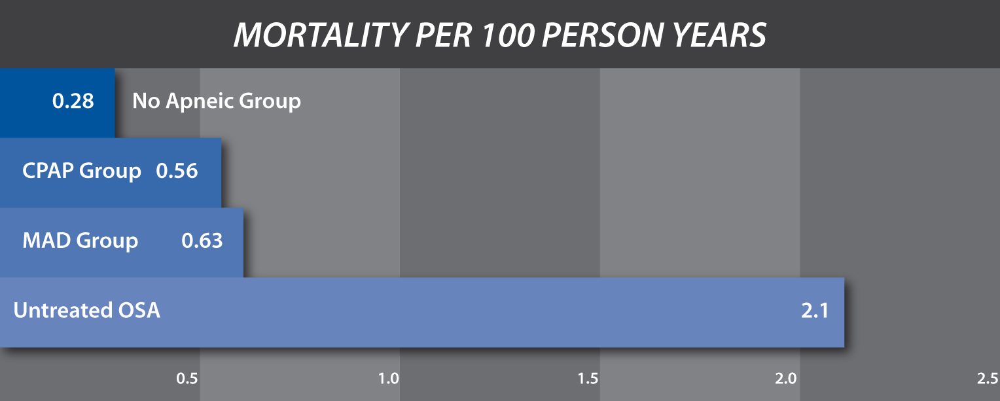 MORTALITY PER 100 PERSON YEARS
0.28 No Apneic Group
CPAP Group 0.56
MAD Group 0.63
Untreated OSA 2.1
0.5 1.0 1.5 2.0 2.5